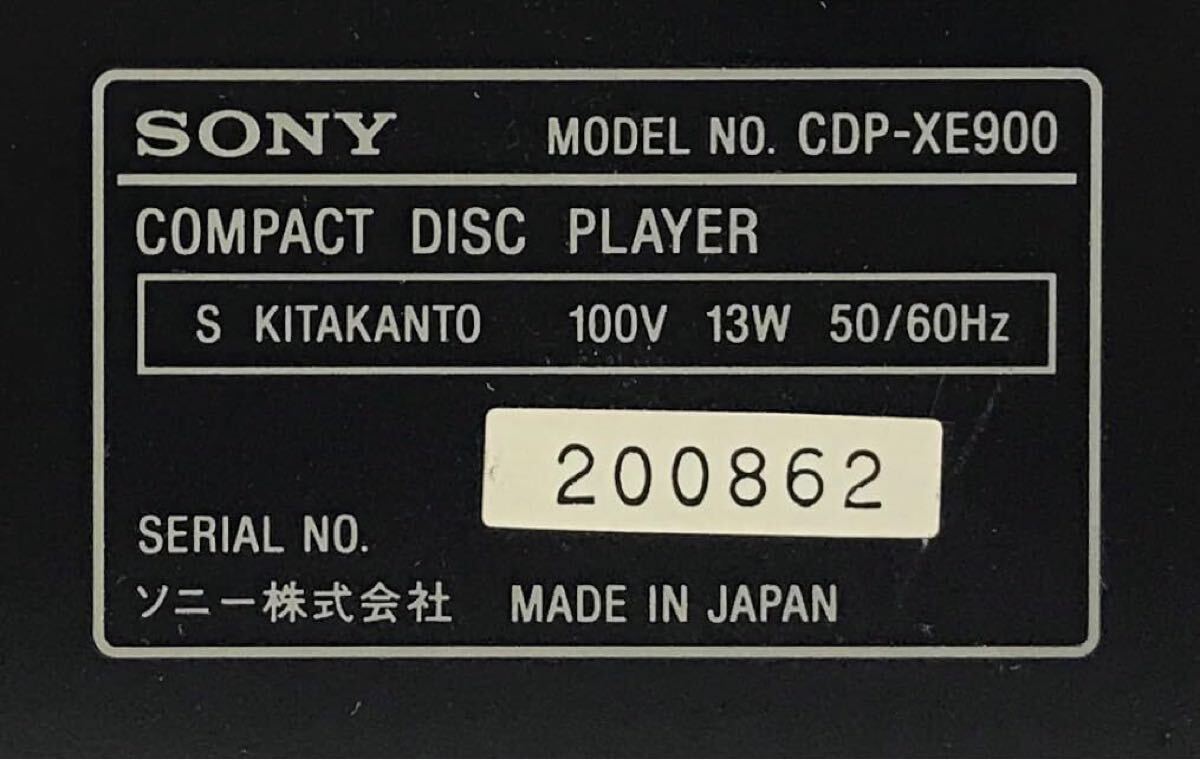 SONY MODEL NO. CDP-XE900
COMPACT DISC PLAYER
S KITAKANTO 100V 13W 50/60Hz
200862
SERIAL NO.
ソニー株式会社 MADE IN JAPAN